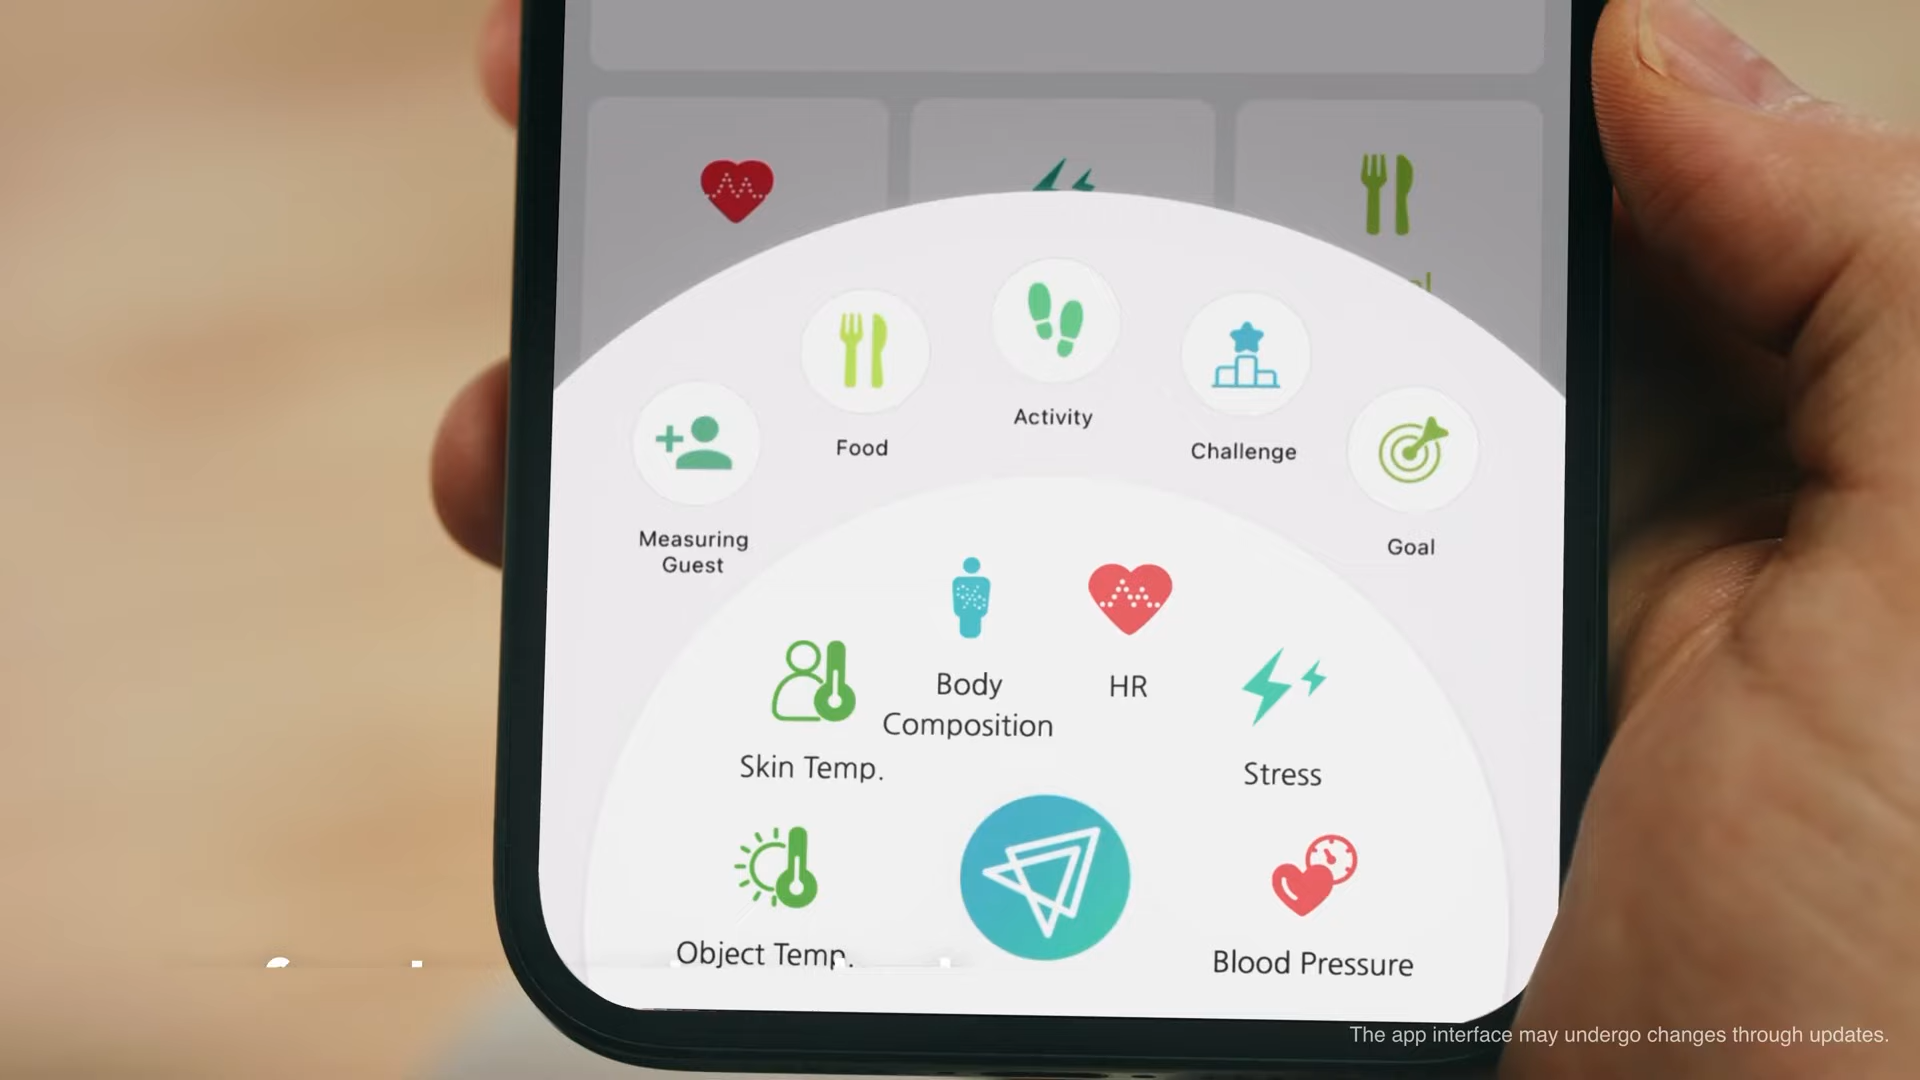 Activity
Food
Challenge
Measuring
Guest
Goal
Body
Composition
HR
Skin Temp.
Stress
Object Temp.
Blood Pressure
The app interface may undergo changes through updates.